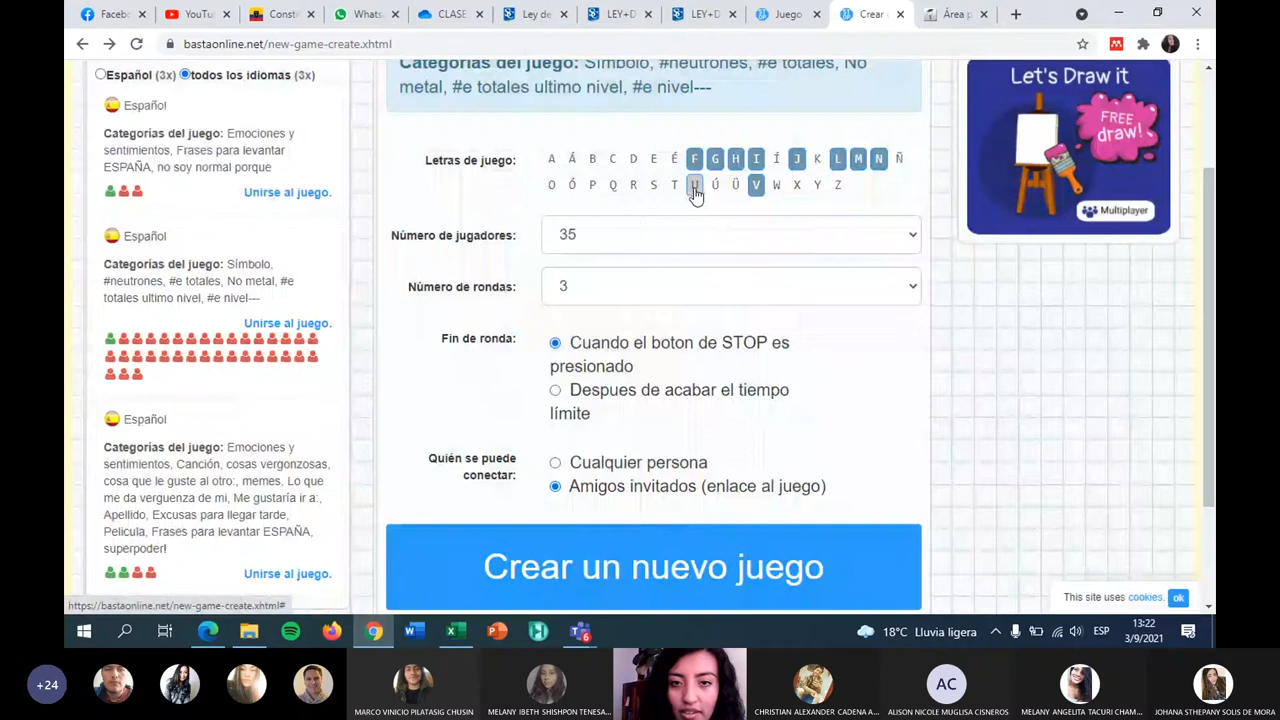 Facebo
YouTu
Consti
Whats
CLASE
Ley de
LEY+D
LEY+D
Juego
Crear
Área p
bastaonline.net/new-game-create.xhtml
Español (3x) todos los idiomas (3x)
Español
Categorías del juego: Emociones y
sentimientos, Frases para levantar
ESPAÑA, no soy normal porque
Unirse al juego.
Español
Categorías del juego: Símbolo,
#neutrones, #e totales, No metal, #e
totales ultimo nivel, #e nivel---
Unirse al juego.
Español
Categorías del juego: Emociones y
sentimientos, Canción, cosas vergonzosas,
cosa que le guste al otro:, memes, Lo que
me da verguenza de mi, Me gustaría ir a:,
Apellido, Excusas para llegar tarde,
Pelicula, Frases para levantar ESPAÑA,
superpoder!
Unirse al juego.
https://bastaonline.net/new-game-create.xhtml#
Categorías del juego: Símbolo, #neutrones, #e totales, No
metal, #e totales ultimo nivel, #e nivel---
Letras de juego: A Á B C D E É F G H I Í J K L M N Ñ
O Ó P Q R S T U Ú Ü V W X Y Z
Número de jugadores: 35
Número de rondas: 3
Fin de ronda: Cuando el boton de STOP es
presionado
Despues de acabar el tiempo
límite
Quién se puede
conectar:
Cualquier persona
Amigos invitados (enlace al juego)
Crear un nuevo juego
Let's Draw it
FREE
draw!
Multiplayer
This site uses cookies. ok
6
18°C Lluvia ligera
ESP
13:22
3/9/2021
+24
MARCO VINICIO PILATASIG CHUSIN
MELANY IBETH SHISHPON TENESA...
CHRISTIAN ALEXANDER CADENA A...
AC
ALISON NICOLE MUGLISA CISNEROS
MELANY ANGELITA TACURI CHAM...
JOHANA STHEPANY SOLIS DE MORA